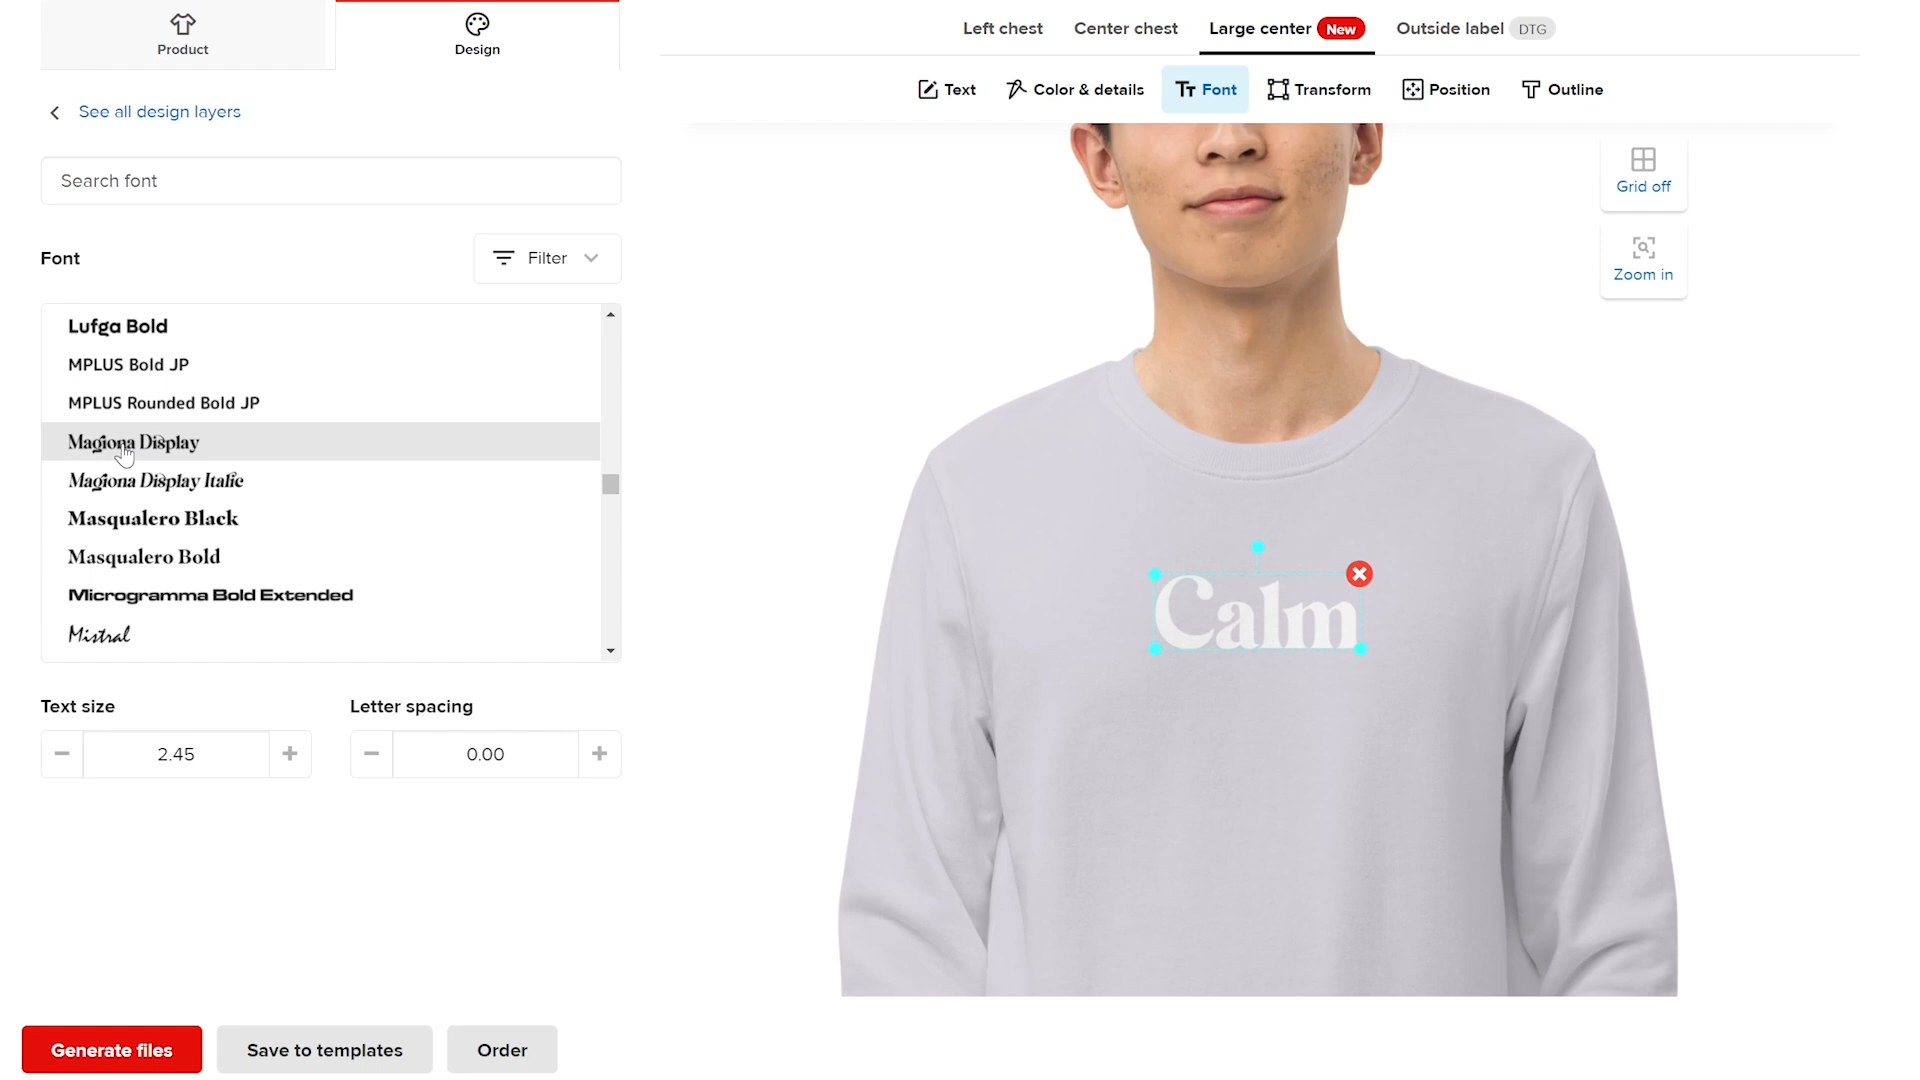 Product
Design
See all design layers
Search font
Font
Filter
Lufga Bold
MPLUS Bold JP
MPLUS Rounded Bold JP
Magiona Display
Magiona Display Italic
Masqualero Black
Masqualero Bold
Microgramma Bold Extended
Mistral
Text size
Letter spacing
2.45
0.00
Generate files
Save to templates
Order
Left chest
Center chest
Large center New
Outside label DTG
Text
Color & details
Font
Transform
Position
Outline
Grid off
Zoom in
Calm